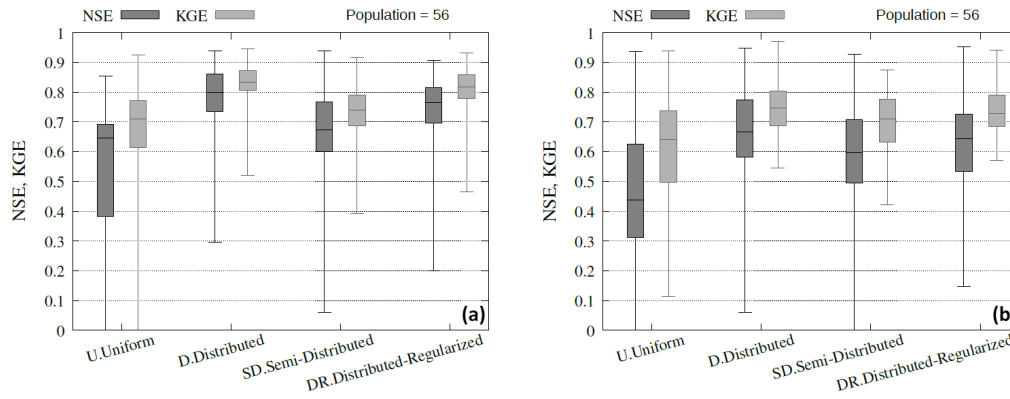 NSE KGE Population = 56
1
0.9
0.8
0.7
0.6
0.5
0.4
0.3
0.2
0.1
0
NSE, KGE
U.Uniform
D.Distributed
SD.Semi-Distributed
DR.Distributed-Regularized
(a)
NSE KGE Population = 56
1
0.9
0.8
0.7
0.6
0.5
0.4
0.3
0.2
0.1
0
NSE, KGE
U.Uniform
D.Distributed
SD.Semi-Distributed
DR.Distributed-Regularized
(b